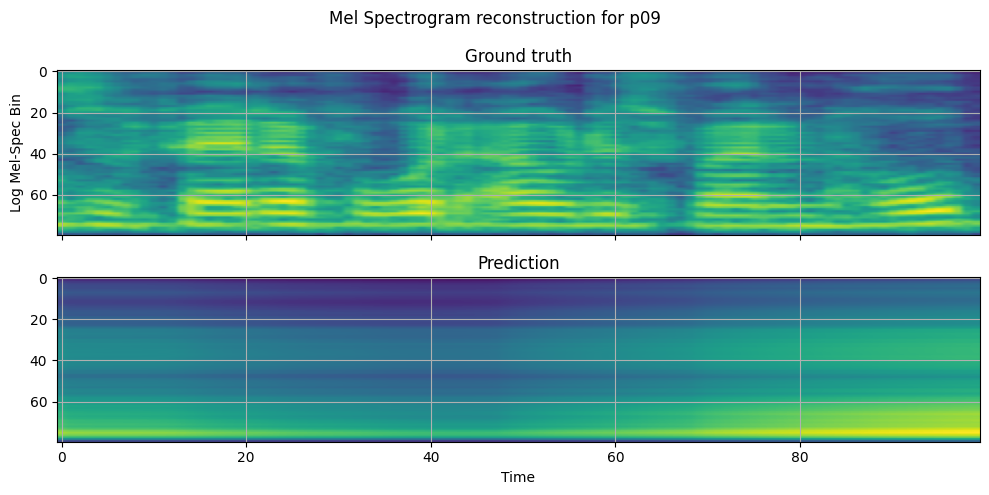 Mel Spectrogram reconstruction for p09
Ground truth
0
20
40
60
Log Mel-Spec Bin
Prediction
0
20
40
60
0 20 40 60 80
Time